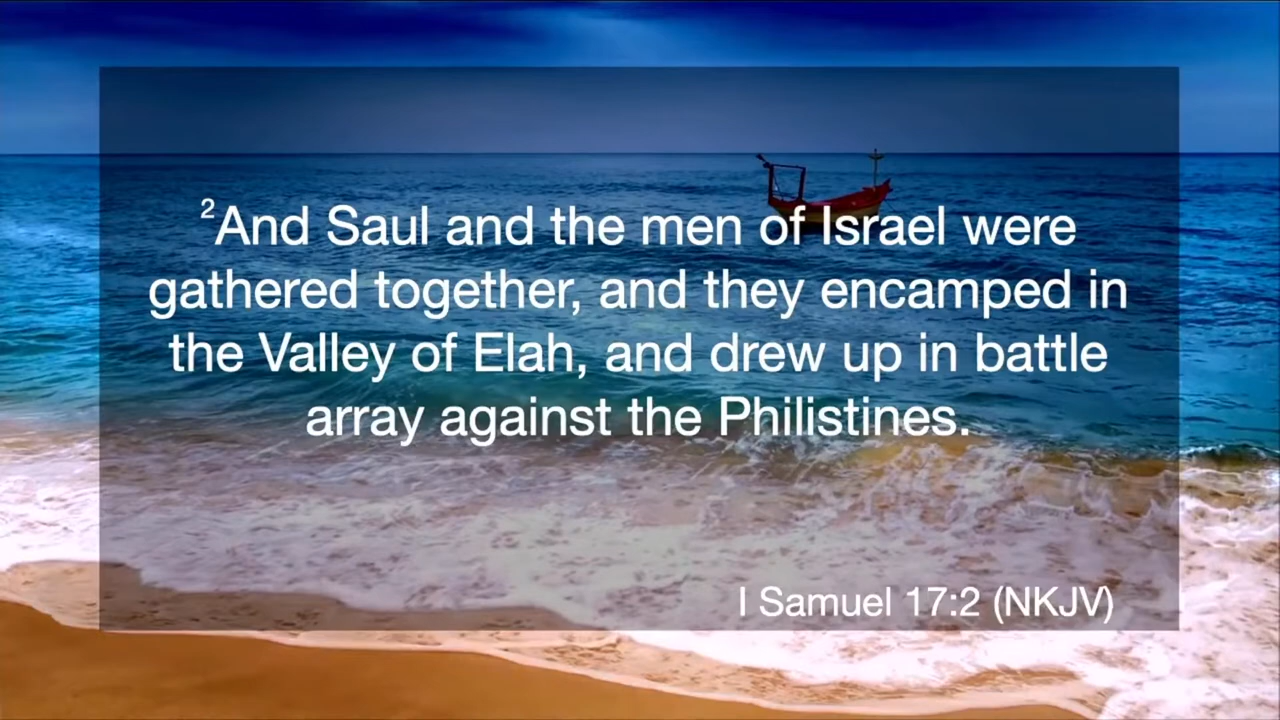 ²And Saul and the men of Israel were
gathered together, and they encamped in
the Valley of Elah, and drew up in battle
array against the Philistines.
I Samuel 17:2 (NKJV)